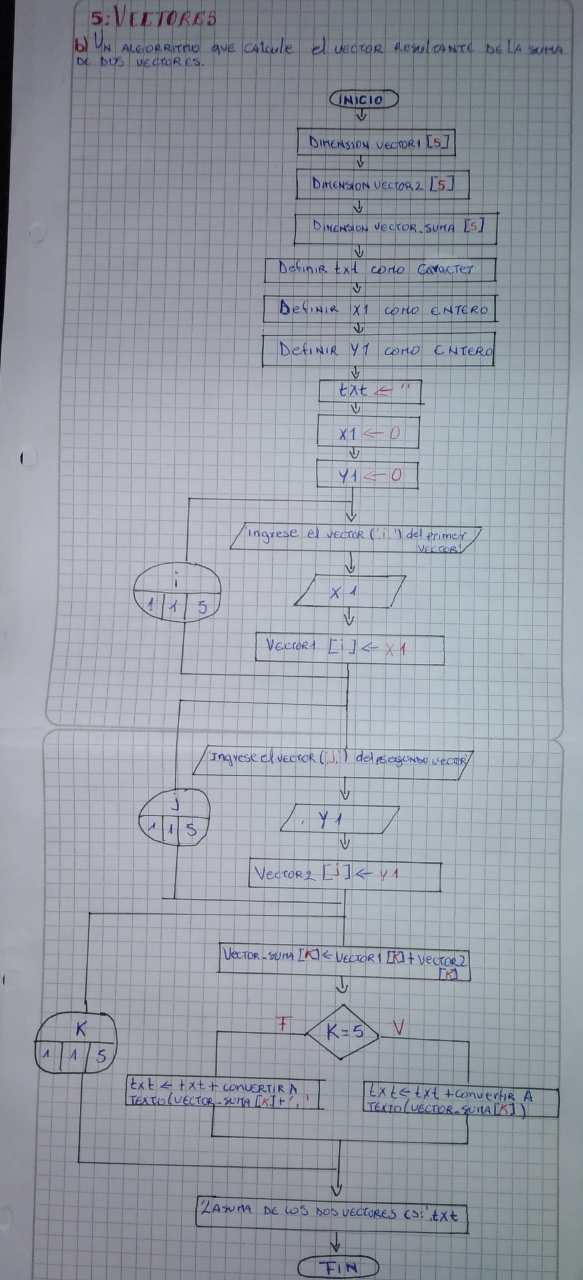 5: VECTORES
b) UN ALGORRITMO QUE CALCULE el VECTOR RESULTANTE DE LA SUMA
DE DOS VECTORES.
INICIO
DIMENSION VECTOR1 [5]
DIMENSION VECTOR2 [5]
DIMENSION VECTOR_SUMA [5]
DefiniR txt COMO Caracter
DefiNIR X1 COMO ENTERO
DefiNIR Y1 COMO ENTERO
txt ← ''
X1 ← 0
Y1 ← 0
'ingrese el VECTOR (',i,') del primer
VECTOR'
i
1 1 5
X1
VECTOR1 [i] ← X1
'Ingrese el VECTOR (',j,') del SEGUNDO VECTOR'
j
1 1 5
Y1
VECTOR2 [j] ← Y1
VECTOR_SUMA [K] ← VECTOR1 [K] + VECTOR2
[K]
K
1 1 5
F
K=5
V
txt ← txt + CONVERTIR A
TEXTO (VECTOR_SUMA [K] + ','
txt ← txt + convertir A
TEXTO (VECTOR_SUMA[K])
'LA SUMA DE LOS DOS VECTORES ES:' txt
FIN